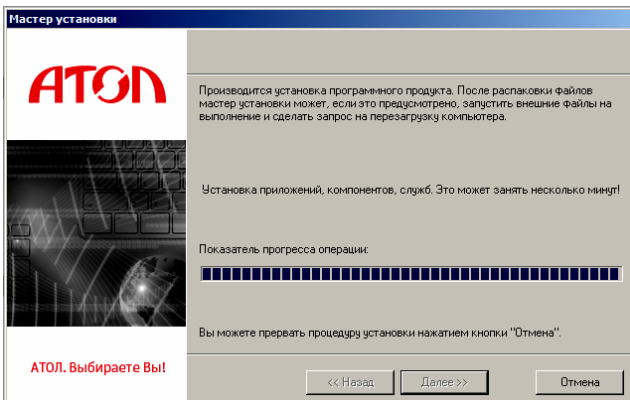 Мастер установки
АТОЛ
Производится установка программного продукта. После распаковки файлов
мастер установки может, если это предусмотрено, запустить внешние файлы на
выполнение и сделать запрос на перезагрузку компьютера.
Установка приложений, компонентов, служб. Это может занять несколько минут!
Показатель прогресса операции:
Вы можете прервать процедуру установки нажатием кнопки "Отмена".
АТОЛ. Выбираете Вы!
<< Назад
Далее >>
Отмена